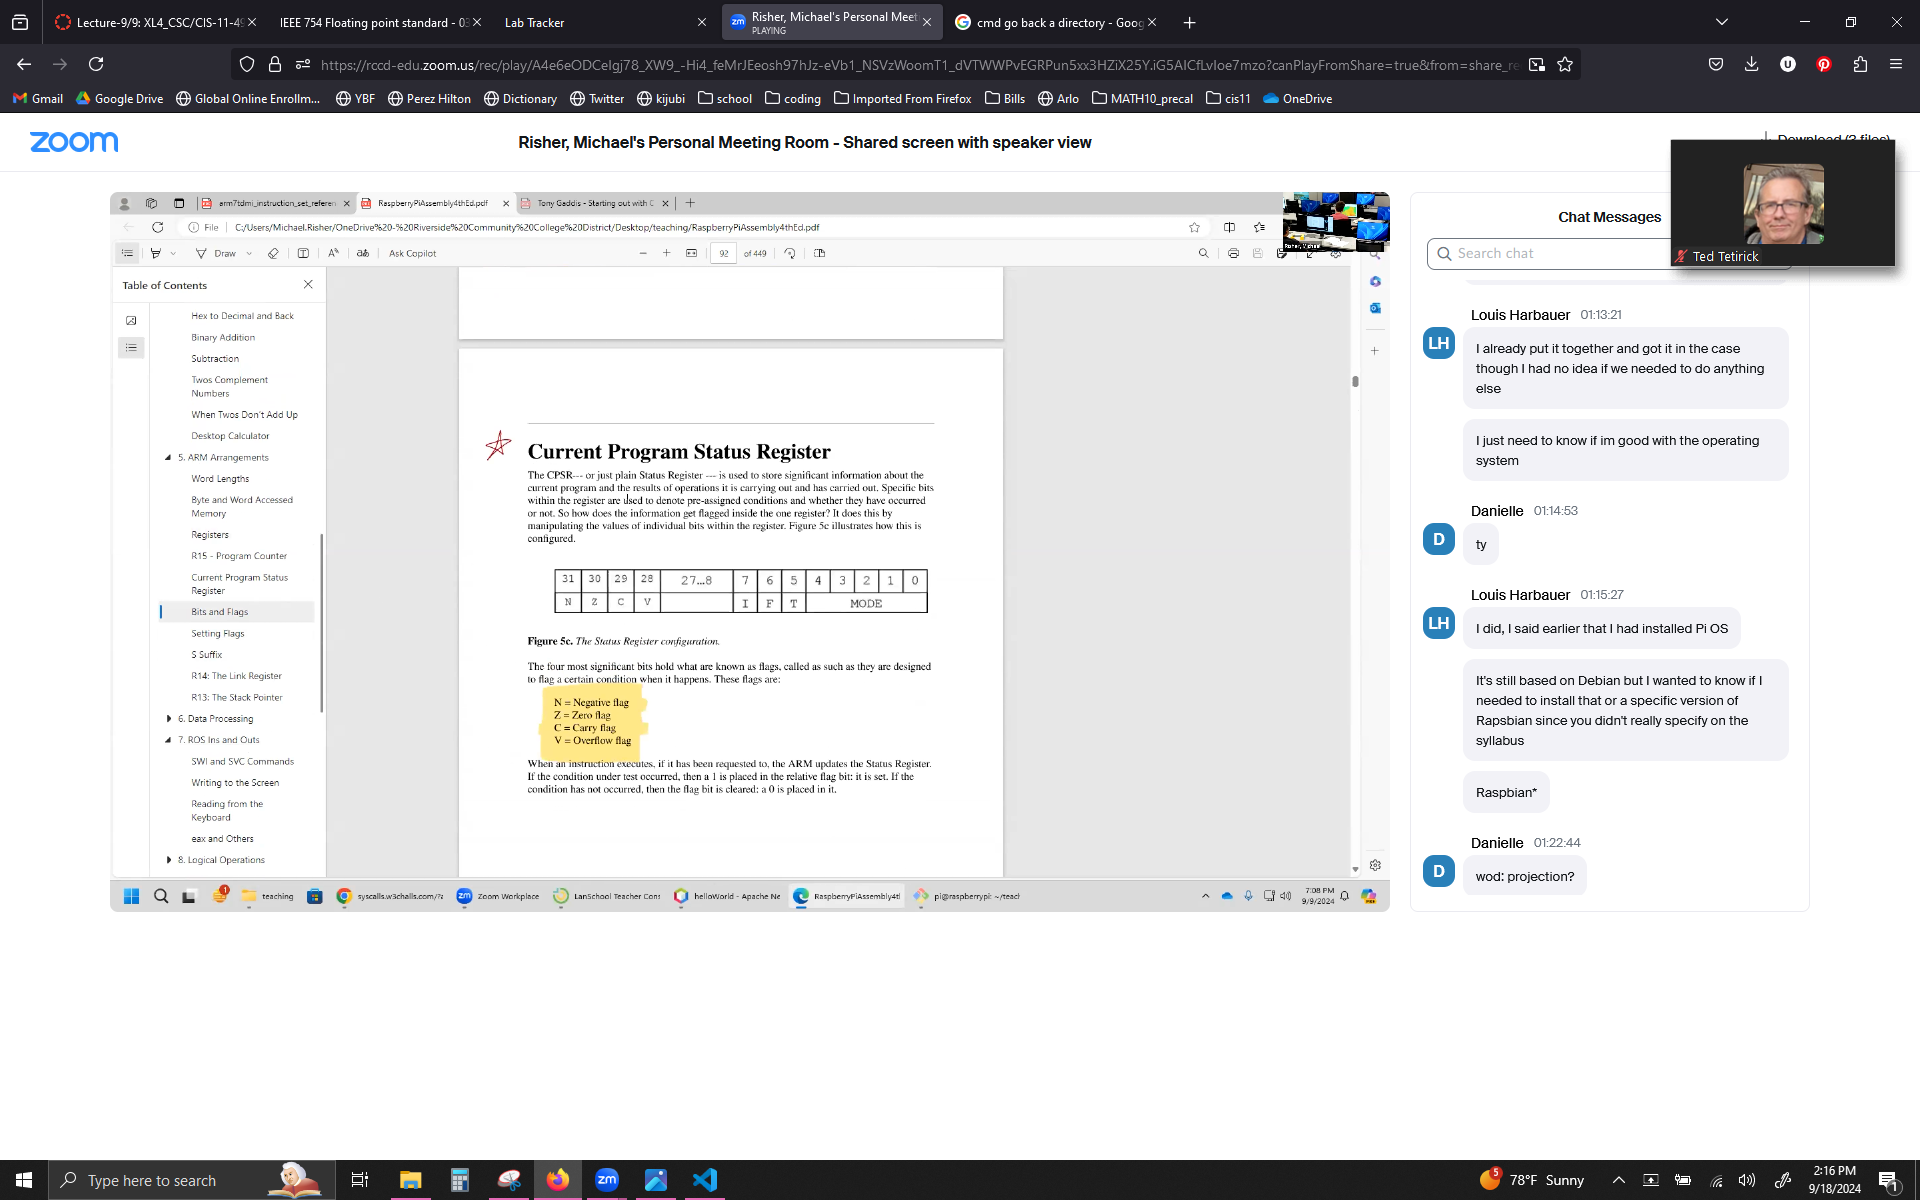 Lecture-9/9: XL4_CSC/CIS-11-49
IEEE 754 Floating point standard - 03
Lab Tracker
Risher, Michael's Personal Meeti
PLAYING
cmd go back a directory - Goog
https://rccd-edu.zoom.us/rec/play/A4e6eODCeIgj78_XW9_-Hi4_feMrJEeosh97hJz-eVb1_NSVzWoomT1_dVTWWPvEGRPun5xx3HZiX25Y.iG5AICfLvIoe7mzo?canPlayFromShare=true&from=share_re
Gmail
Google Drive
Global Online Enrollm...
YBF
Perez Hilton
Dictionary
Twitter
kijubi
school
coding
Imported From Firefox
Bills
Arlo
MATH10_precal
cis11
OneDrive
zoom
Risher, Michael's Personal Meeting Room - Shared screen with speaker view
Ted Tetirick
arm7tdmi_instruction_set_referen
RaspberryPiAssembly4thEd.pdf
Tony Gaddis - Starting out with C
File
C:/Users/Michael.Risher/OneDrive%20-%20Riverside%20Community%20College%20District/Desktop/teaching/RaspberryPiAssembly4thEd.pdf
Draw
Ask Copilot
92
of 449
Table of Contents
Hex to Decimal and Back
Binary Addition
Subtraction
Twos Complement
Numbers
When Twos Don't Add Up
Desktop Calculator
5. ARM Arrangements
Word Lengths
Byte and Word Accessed
Memory
Registers
R15 - Program Counter
Current Program Status
Register
Bits and Flags
Setting Flags
S Suffix
R14: The Link Register
R13: The Stack Pointer
6. Data Processing
7. ROS Ins and Outs
SWI and SVC Commands
Writing to the Screen
Reading from the
Keyboard
eax and Others
8. Logical Operations
Current Program Status Register
The CPSR--- or just plain Status Register --- is used to store significant information about the
current program and the results of operations it is carrying out and has carried out. Specific bits
within the register are used to denote pre-assigned conditions and whether they have occurred
or not. So how does the information get flagged inside the one register? It does this by
manipulating the values of individual bits within the register. Figure 5c illustrates how this is
configured.
31 30 29 28 27...8 7 6 5 4 3 2 1 0
N Z C V I F T MODE
Figure 5c. The Status Register configuration.
The four most significant bits hold what are known as flags, called as such as they are designed
to flag a certain condition when it happens. These flags are:
N = Negative flag
Z = Zero flag
C = Carry flag
V = Overflow flag
When an instruction executes, if it has been requested to, the ARM updates the Status Register.
If the condition under test occurred, then a 1 is placed in the relative flag bit: it is set. If the
condition has not occurred, then the flag bit is cleared: a 0 is placed in it.
teaching
syscalls.w3challs.com/?a
Zoom Workplace
LanSchool Teacher Cons
helloWorld - Apache Ne
RaspberryPiAssembly4tl
pi@raspberrypi: ~/teach
7:08 PM
9/9/2024
Chat Messages
Search chat
Louis Harbauer 01:13:21
LH
I already put it together and got it in the case
though I had no idea if we needed to do anything
else
I just need to know if im good with the operating
system
Danielle 01:14:53
D
ty
Louis Harbauer 01:15:27
LH
I did, I said earlier that I had installed Pi OS
It's still based on Debian but I wanted to know if I
needed to install that or a specific version of
Rapsbian since you didn't really specify on the
syllabus
Raspbian*
Danielle 01:22:44
D
wod: projection?
Type here to search
zm
5
78°F Sunny
2:16 PM
9/18/2024
1